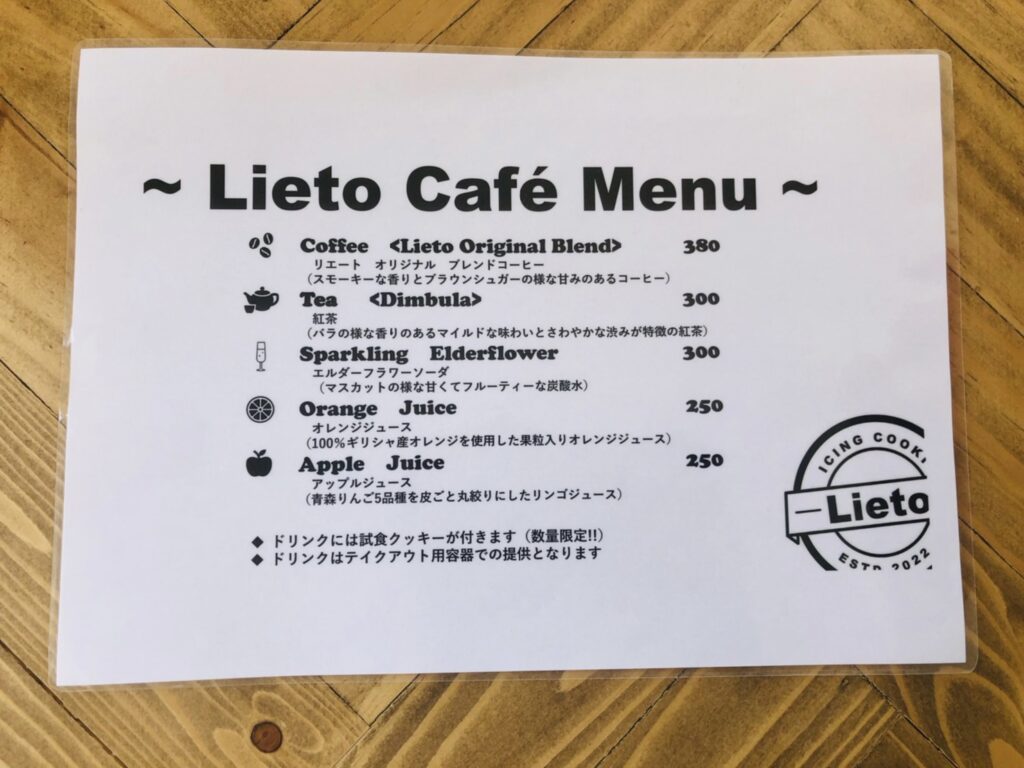 ~ Lieto Café Menu ~
Coffee <Lieto Original Blend> 380
リエート オリジナル ブレンドコーヒー
（スモーキーな香りとブラウンシュガーの様な甘みのあるコーヒー）
Tea <Dimbula> 300
紅茶
（バラの様な香りのあるマイルドな味わいとさわやかな渋みが特徴の紅茶）
Sparkling Elderflower 300
エルダーフラワーソーダ
（マスカットの様な甘くてフルーティーな炭酸水）
Orange Juice 250
オレンジジュース
（100％ギリシャ産オレンジを使用した果粒入りオレンジジュース）
Apple Juice 250
アップルジュース
（青森りんご5品種を皮ごと丸絞りにしたリンゴジュース）
◆ ドリンクには試食クッキーが付きます（数量限定!!）
◆ ドリンクはテイクアウト用容器での提供となります
ICING COOK
Lieto
ESTD 2022